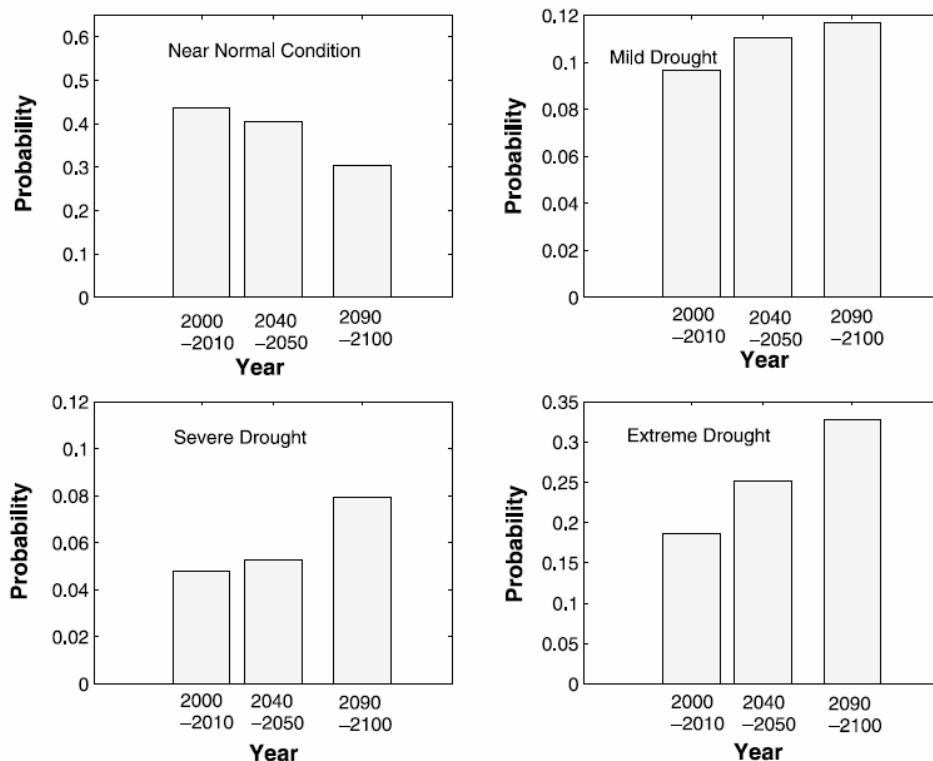 Near Normal Condition
Probability
0.6
0.5
0.4
0.3
0.2
0.1
0
2000 2040 2090
–2010 –2050 –2100
Year
Mild Drought
Probability
0.12
0.1
0.08
0.06
0.04
0.02
0
2000 2040 2090
–2010 –2050 –2100
Year
Severe Drought
Probability
0.12
0.1
0.08
0.06
0.04
0.02
0
2000 2040 2090
–2010 –2050 –2100
Year
Extreme Drought
Probability
0.35
0.3
0.25
0.2
0.15
0.1
0.05
0
2000 2040 2090
–2010 –2050 –2100
Year